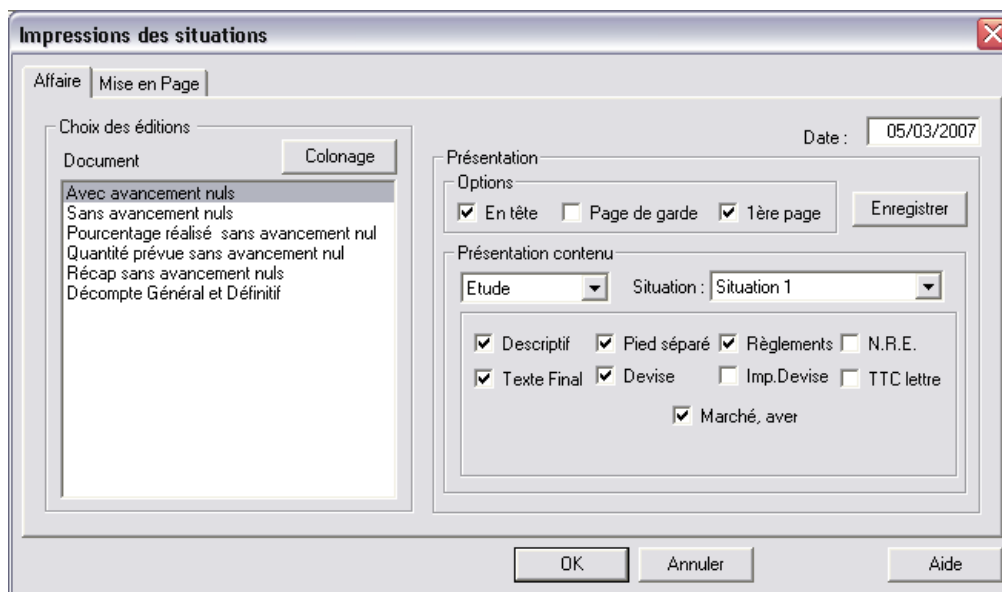 Impressions des situations
Affaire
Mise en Page
Choix des éditions
Document
Colonage
Avec avancement nuls
Sans avancement nuls
Pourcentage réalisé sans avancement nul
Quantité prévue sans avancement nul
Récap sans avancement nuls
Décompte Général et Définitif
Date : 05/03/2007
Présentation
Options
En tête Page de garde 1ère page
Enregistrer
Présentation contenu
Etude Situation : Situation 1
Descriptif Pied séparé Règlements N.R.E.
Texte Final Devise Imp.Devise TTC lettre
Marché, aver
OK Annuler Aide